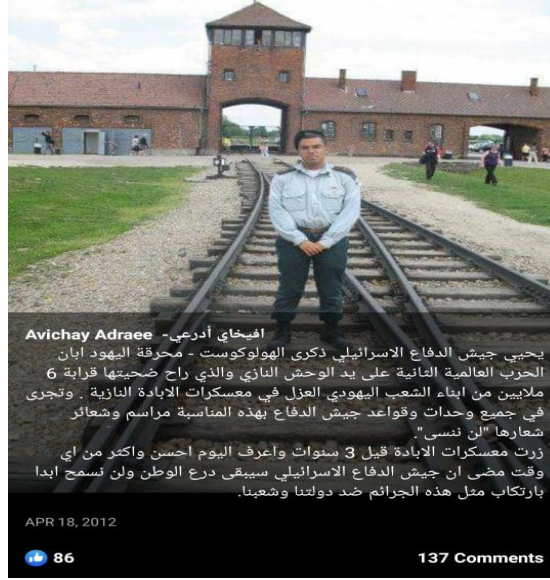 Avichay Adraee - افيخاي أدرعي
يحيي جيش الدفاع الاسرائيلي ذكرى الهولوكوست - محرقة اليهود ابان
الحرب العالمية الثانية على يد الوحش النازي والذي راح ضحيتها قرابة 6
ملايين من ابناء الشعب اليهودي العزل في معسكرات الابادة النازية . وتجرى
في جميع وحدات وقواعد جيش الدفاع بهذه المناسبة مراسم وشعائر
شعارها "لن ننسى".
زرت معسكرات الابادة قبل 3 سنوات واعرف اليوم احسن واكثر من اي
وقت مضى ان جيش الدفاع الاسرائيلي سيبقى درع الوطن ولن نسمح ابدا
بارتكاب مثل هذه الجرائم ضد دولتنا وشعبنا.
APR 18, 2012
86
137 Comments